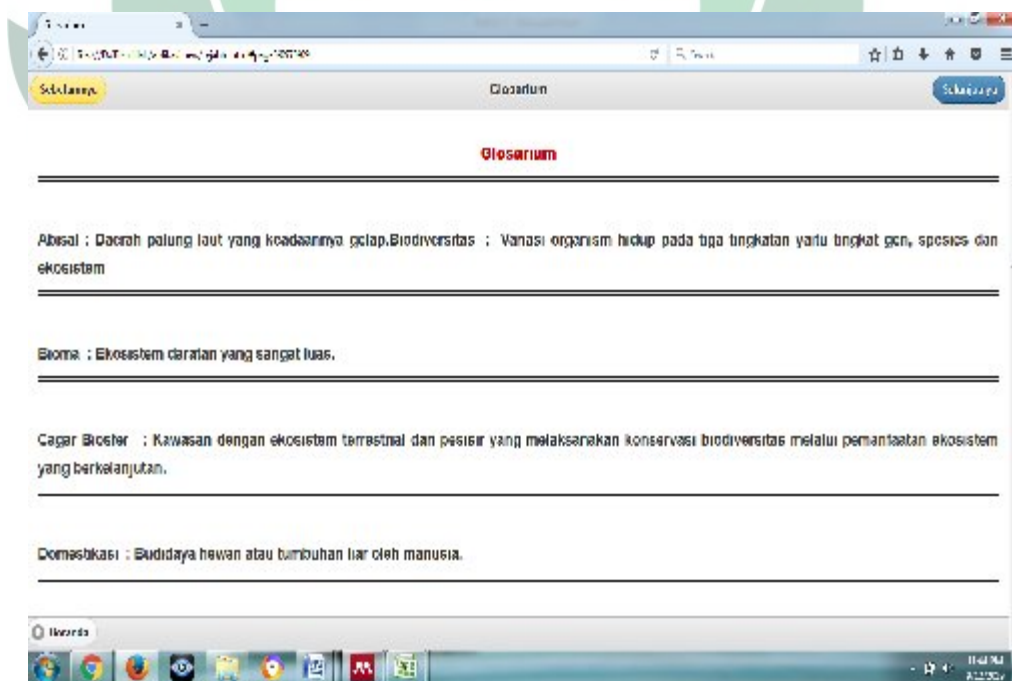 Sebelumnya
Glosarium
Selanjutnya
Glosarium
Abisal : Daerah palung laut yang keadaannya gelap.Biodiversitas : Variasi organism hidup pada tiga tingkatan yaitu tingkat gen, spesies dan
ekosistem
Bioma : Ekosistem daratan yang sangat luas.
Cagar Biosfer : Kawasan dengan ekosistem terrestrial dan pesisir yang melaksanakan konservasi biodiversitas melalui pemanfaatan ekosistem
yang berkelanjutan.
Domestikasi : Budidaya hewan atau tumbuhan liar oleh manusia.
Beranda